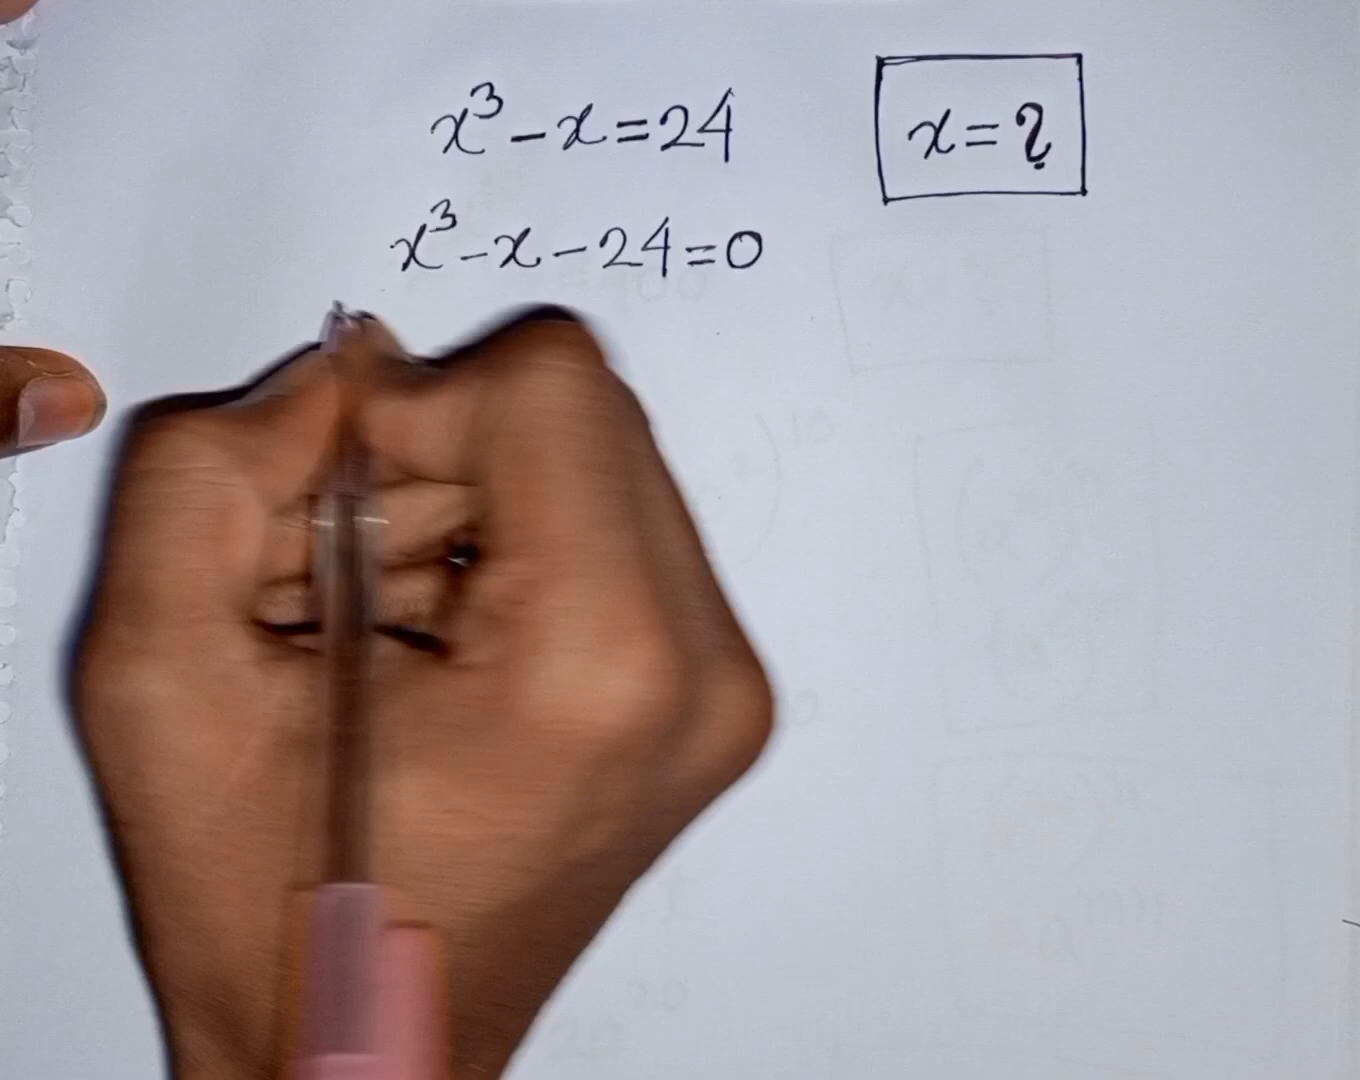 x³ - x = 24
x = ?
x³ - x - 24 = 0